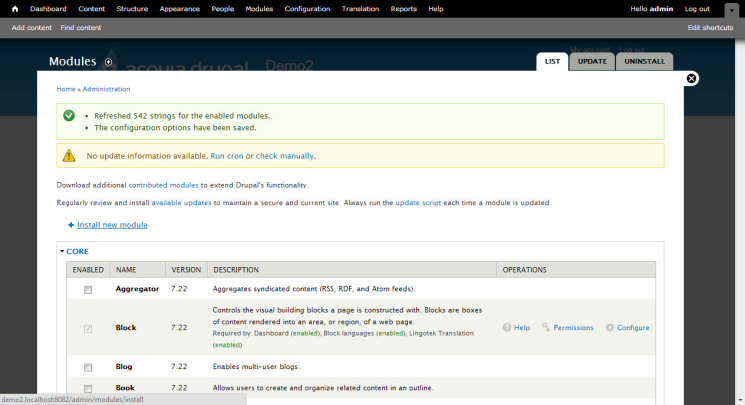 Dashboard Content Structure Appearance People Modules Configuration Translation Reports Help Hello admin Log out
Add content Find content Edit shortcuts
My account Log out
Modules acquia drupal Demo2 LIST UPDATE UNINSTALL
Home » Administration
Refreshed 542 strings for the enabled modules.
The configuration options have been saved.
No update information available. Run cron or check manually.
Download additional contributed modules to extend Drupal's functionality.
Regularly review and install available updates to maintain a secure and current site. Always run the update script each time a module is updated.
+ Install new module
CORE
ENABLED NAME VERSION DESCRIPTION OPERATIONS
Aggregator 7.22 Aggregates syndicated content (RSS, RDF, and Atom feeds).
Controls the visual building blocks a page is constructed with. Blocks are boxes
Block 7.22 of content rendered into an area, or region, of a web page. Help Permissions Configure
Required by: Dashboard (enabled), Block languages (enabled), Lingotek Translation
(enabled)
Blog 7.22 Enables multi-user blogs.
Book 7.22 Allows users to create and organize related content in an outline.
demo2.localhost:8082/admin/modules/install